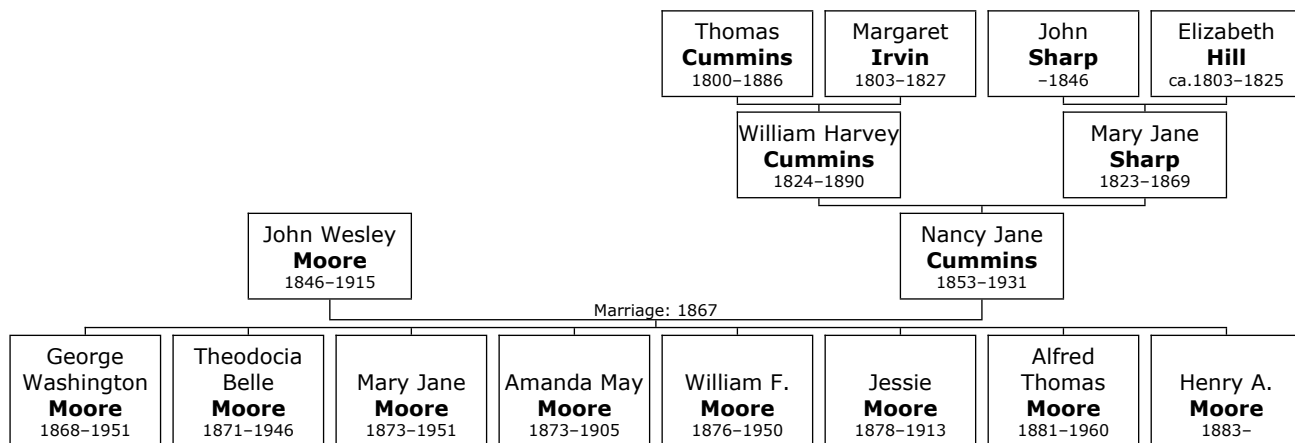 Thomas
Cummins
1800–1886
Margaret
Irvin
1803–1827
John
Sharp
–1846
Elizabeth
Hill
ca.1803–1825
William Harvey
Cummins
1824–1890
Mary Jane
Sharp
1823–1869
John Wesley
Moore
1846–1915
Nancy Jane
Cummins
1853–1931
Marriage: 1867
George
Washington
Moore
1868–1951
Theodocia
Belle
Moore
1871–1946
Mary Jane
Moore
1873–1951
Amanda May
Moore
1873–1905
William F.
Moore
1876–1950
Jessie
Moore
1878–1913
Alfred
Thomas
Moore
1881–1960
Henry A.
Moore
1883–